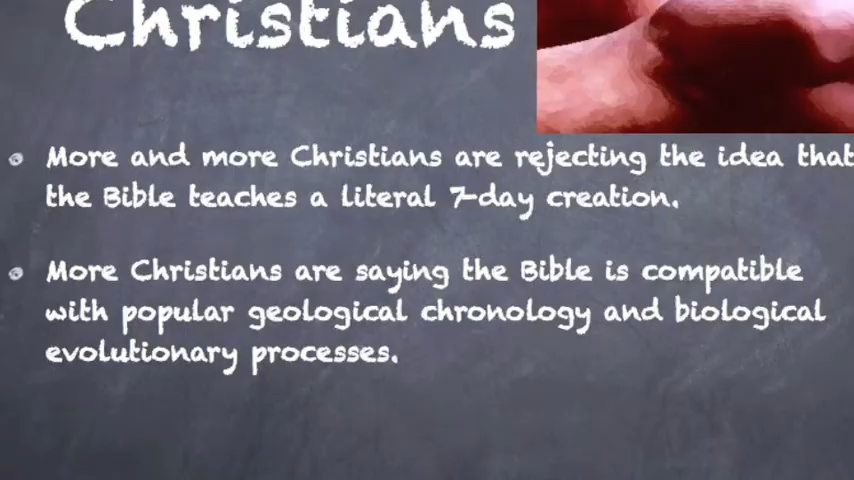 Christians
More and more Christians are rejecting the idea that
the Bible teaches a literal 7-day creation.
More Christians are saying the Bible is compatible
with popular geological chronology and biological
evolutionary processes.